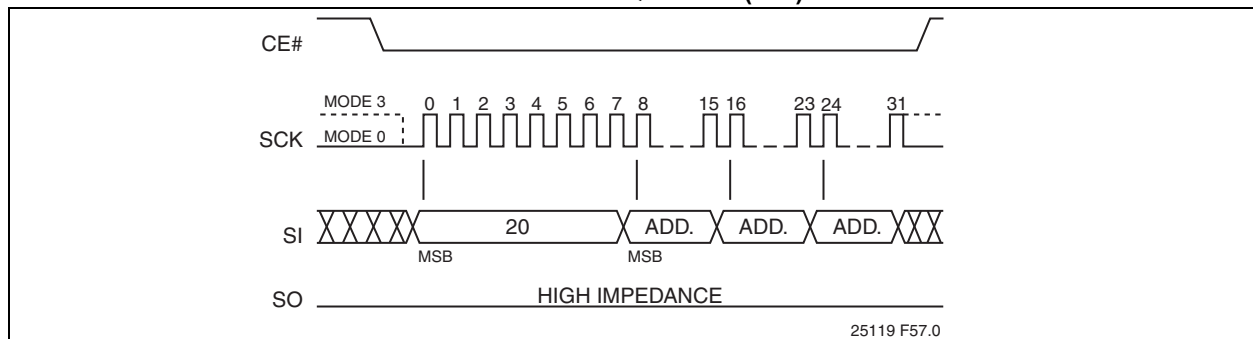 CE#
MODE 3
0 1 2 3 4 5 6 7 8 15 16 23 24 31
SCK MODE 0
SI 20 ADD. ADD. ADD.
MSB MSB
SO HIGH IMPEDANCE
25119 F57.0